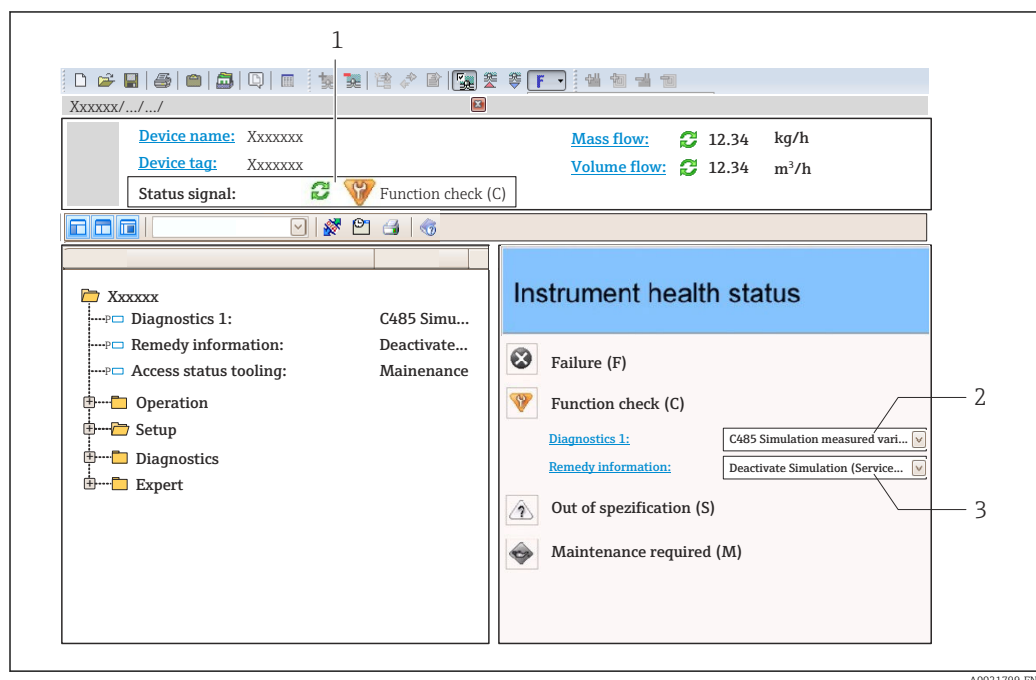 1
F
Xxxxxx/.../.../
Device name: Xxxxxxx
Mass flow: 12.34 kg/h
Device tag: Xxxxxxx
Volume flow: 12.34 m³/h
Status signal: Function check (C)
Xxxxxx
Diagnostics 1: C485 Simu...
Remedy information: Deactivate...
Access status tooling: Mainenance
Operation
Setup
Diagnostics
Expert
Instrument health status
Failure (F)
Function check (C)
Diagnostics 1: C485 Simulation measured vari...
2
Remedy information: Deactivate Simulation (Service...
Out of spezification (S)
3
Maintenance required (M)